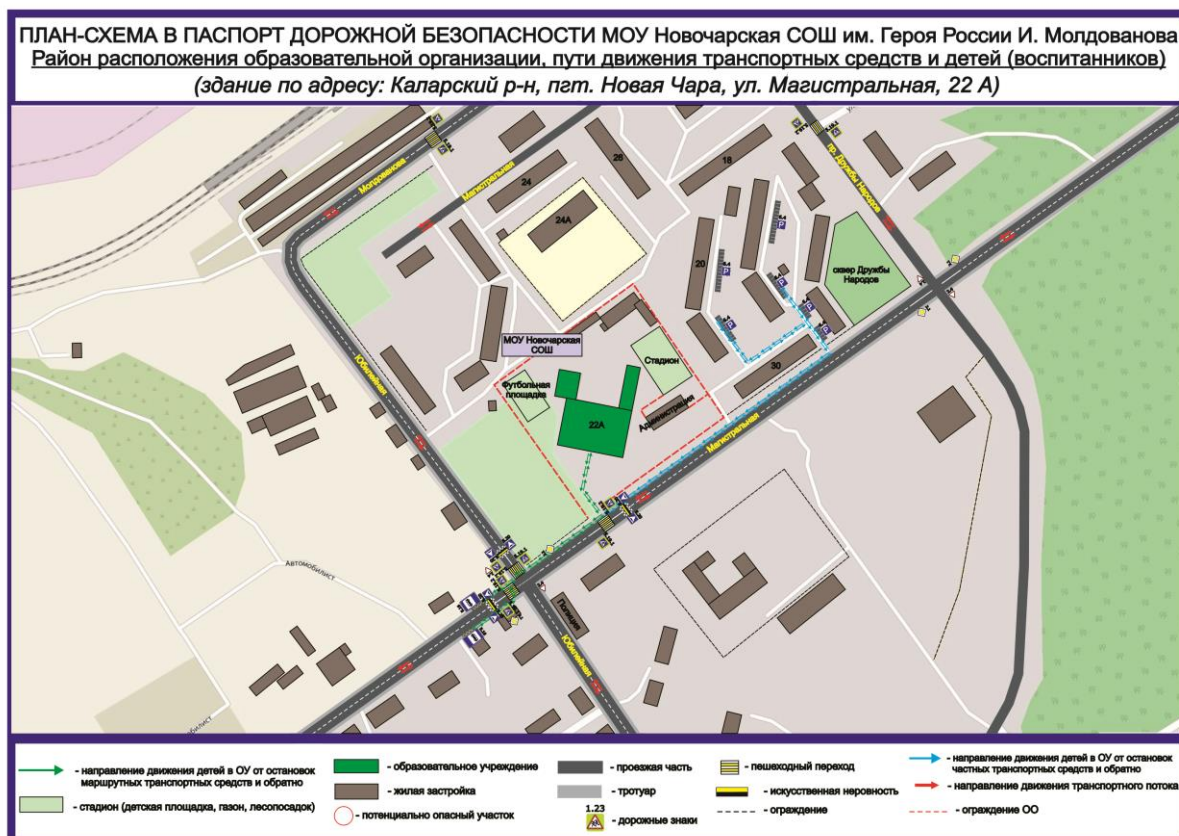 ПЛАН-СХЕМА В ПАСПОРТ ДОРОЖНОЙ БЕЗОПАСНОСТИ МОУ Новочарская СОШ им. Героя России И. Молдованова
Район расположения образовательной организации, пути движения транспортных средств и детей (воспитанников)
(здание по адресу: Каларский р-н, пгт. Новая Чара, ул. Магистральная, 22 А)
Молдованова
Магистральная
24
26
18
пр. Дружбы Народов
24А
20
сквер Дружбы
Народов
МОУ Новочарская
СОШ
Стадион
Юбилейная
Футбольная
площадка
30
Администрация
22А
Магистральная
Автомобилист
Полиция
Юбилейная
Автомобилист
- направление движения детей в ОУ от остановок
маршрутных транспортных средств и обратно
- стадион (детская площадка, газон, лесопосадок)
- образовательное учреждение
- жилая застройка
- потенциально опасный участок
- проезжая часть
- тротуар
1.23
- дорожные знаки
- пешеходный переход
- искусственная неровность
- ограждение
- направление движения детей в ОУ от остановок
частных транспортных средств и обратно
- направление движения транспортного потока
- ограждение ОО